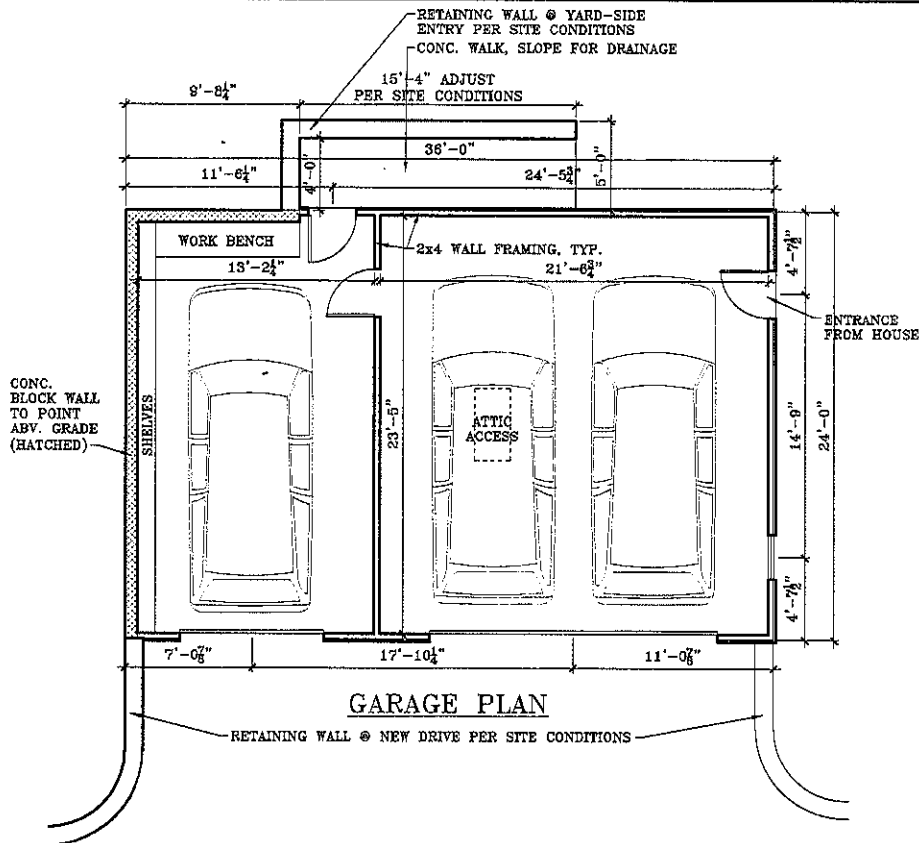 RETAINING WALL @ YARD-SIDE
ENTRY PER SITE CONDITIONS
CONC. WALK, SLOPE FOR DRAINAGE
15'-4" ADJUST
PER SITE CONDITIONS
9'-8¼"
36'-0"
11'-6¼"
24'-5¾"
4'-0"
5'-0"
WORK BENCH
2x4 WALL FRAMING, TYP.
13'-2¼"
21'-6¾"
4'-7½"
ENTRANCE
FROM HOUSE
CONC.
BLOCK WALL
TO POINT
ABV. GRADE
(HATCHED)
SHELVES
23'-5"
ATTIC
ACCESS
14'-9"
24'-0"
4'-7½"
7'-0⅞"
17'-10¼"
11'-0⅞"
GARAGE PLAN
RETAINING WALL @ NEW DRIVE PER SITE CONDITIONS